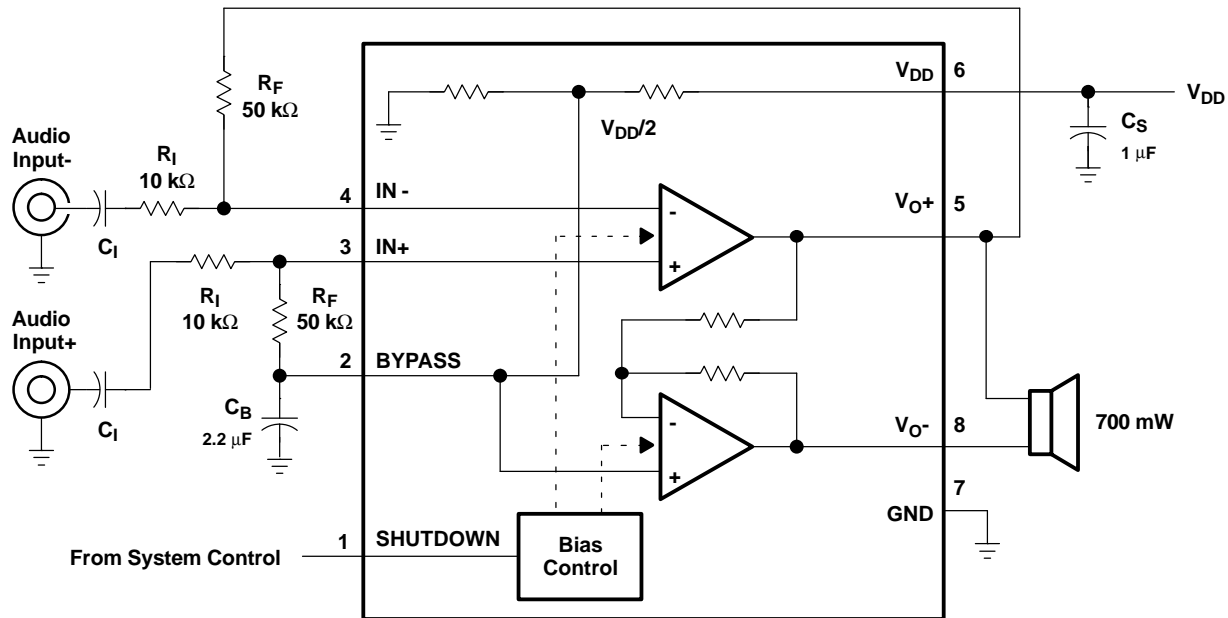 V_DD 6
R_F
50 kΩ
V_DD/2
V_DD
C_S
1 μF
Audio
Input-
R_I
10 kΩ
4 IN -
C_I
-
+
V_O+ 5
3 IN+
R_I
10 kΩ
R_F
50 kΩ
Audio
Input+
2 BYPASS
C_I
C_B
2.2 μF
-
+
V_O- 8
700 mW
7
GND
From System Control
1 SHUTDOWN
Bias
Control